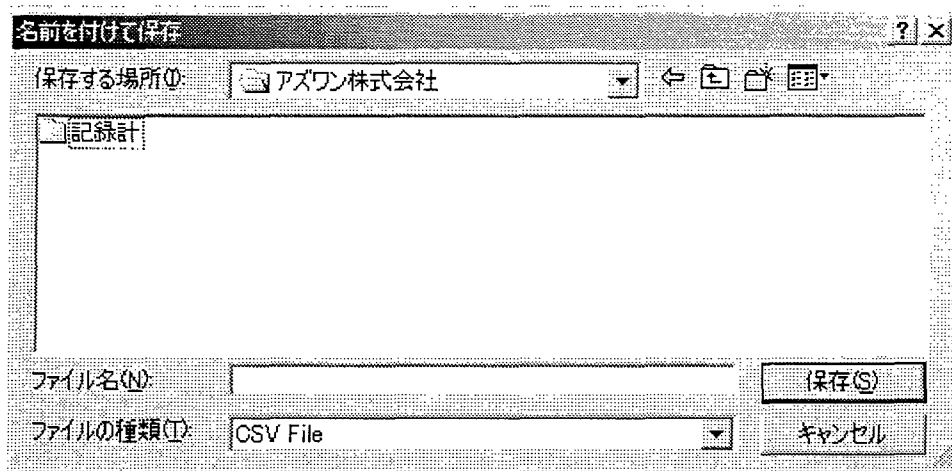 名前を付けて保存
保存する場所(I): アズワン株式会社
記録計
ファイル名(N): 保存(S)
ファイルの種類(T): CSV File キャンセル